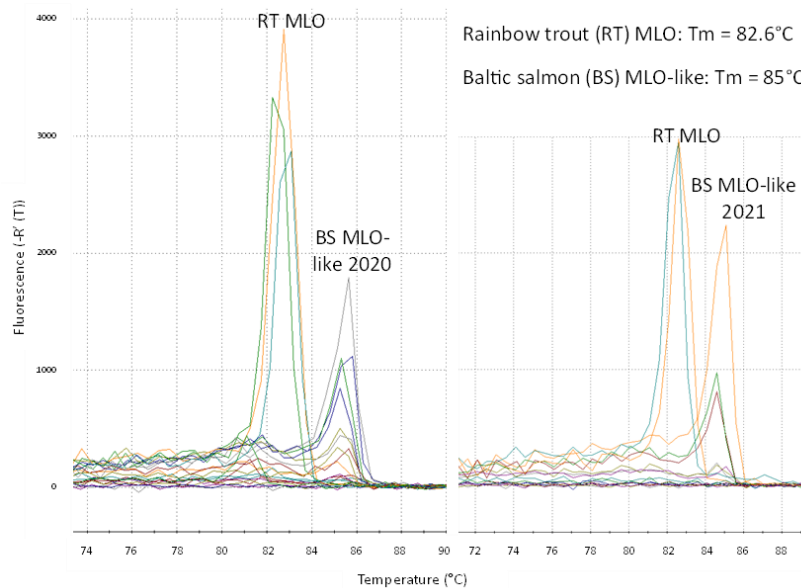 RT MLO
Rainbow trout (RT) MLO: Tm = 82.6°C
Baltic salmon (BS) MLO-like: Tm = 85°C
4000
3000
2000
1000
0
Fluorescence (-R' (T))
BS MLO-
like 2020
RT MLO
BS MLO-like
2021
74 76 78 80 82 84 86 88 90
72 74 76 78 80 82 84 86 88
Temperature (°C)